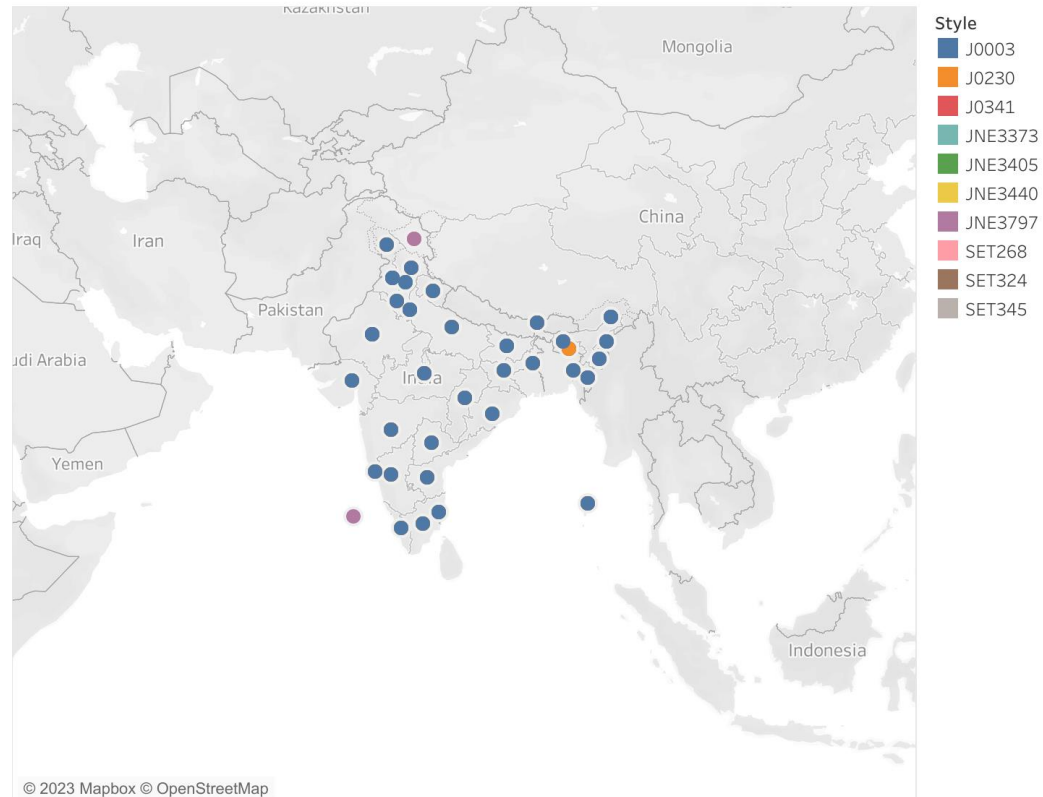 Kazakhstan
Mongolia
China
Iraq
Iran
Pakistan
udi Arabia
India
Yemen
Indonesia
© 2023 Mapbox © OpenStreetMap
Style
J0003
J0230
J0341
JNE3373
JNE3405
JNE3440
JNE3797
SET268
SET324
SET345